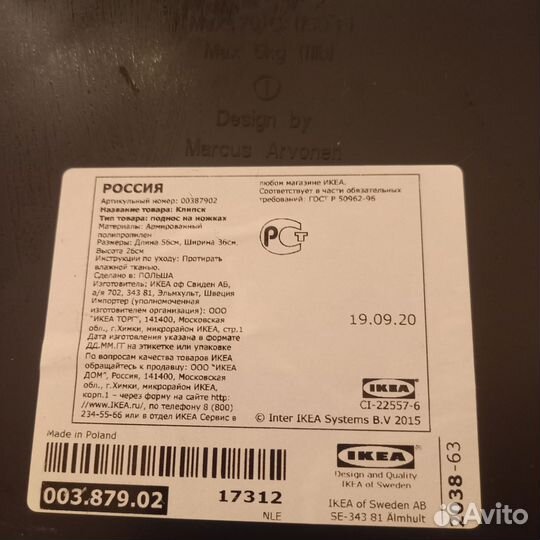 Max 5kg (11lb)
Design by
Marcus Arvonen
РОССИЯ
Артикульный номер: 00387902
Название товара: Клипск
Тип товара: поднос на ножках
Материалы: Армированный
полипропилен
Размеры: Длина 56см, Ширина 36см,
Высота 26см
Инструкции по уходу: Протирать
влажной тканью.
Сделано в: ПОЛЬША
Изготовитель: ИКЕА оф Свиден АБ,
а/я 702, 343 81, Эльмхульт, Швеция
Импортер (уполномоченная
изготовителем организация): ООО
"ИКЕА ТОРГ", 141400, Московская
обл., г.Химки, микрорайон ИКЕА, стр.1
Дата изготовления указана в формате
ДД.ММ.ГГ на этикетке или упаковке
По вопросам качества товаров ИКЕА
обращайтесь к продавцу: ООО "ИКЕА
ДОМ", Россия, 141400, Московская
обл., г.Химки, микрорайон ИКЕА,
корп.1 - через форму на сайте http:
//www.IKEA.ru/, по телефону 8 (800)
234-55-66 или в отдел ИКЕА Сервис в
любом магазине ИКЕА.
Соответствует в части обязательных
требований: ГОСТ Р 50962-96
РСТ
19.09.20
IKEA
CI-22557-6
© Inter IKEA Systems B.V 2015
Made in Poland
003.879.02
17312
NLE
IKEA
Design and Quality
IKEA of Sweden
IKEA of Sweden AB
SE-343 81 Älmhult
2038-63
Avito